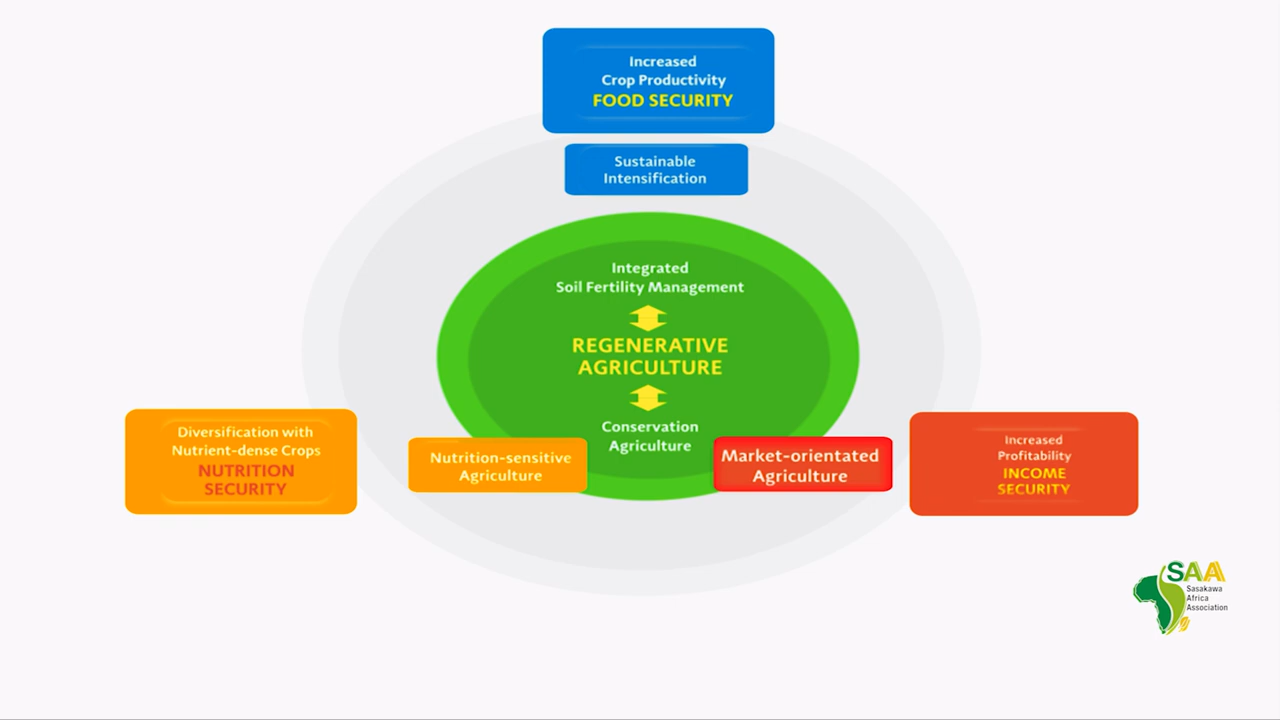 Increased
Crop Productivity
FOOD SECURITY
Sustainable
Intensification
Integrated
Soil Fertility Management
REGENERATIVE
AGRICULTURE
Conservation
Agriculture
Diversification with
Nutrient-dense Crops
NUTRITION
SECURITY
Nutrition-sensitive
Agriculture
Market-orientated
Agriculture
Increased
Profitability
INCOME
SECURITY
SAA
Sasakawa
Africa
Association